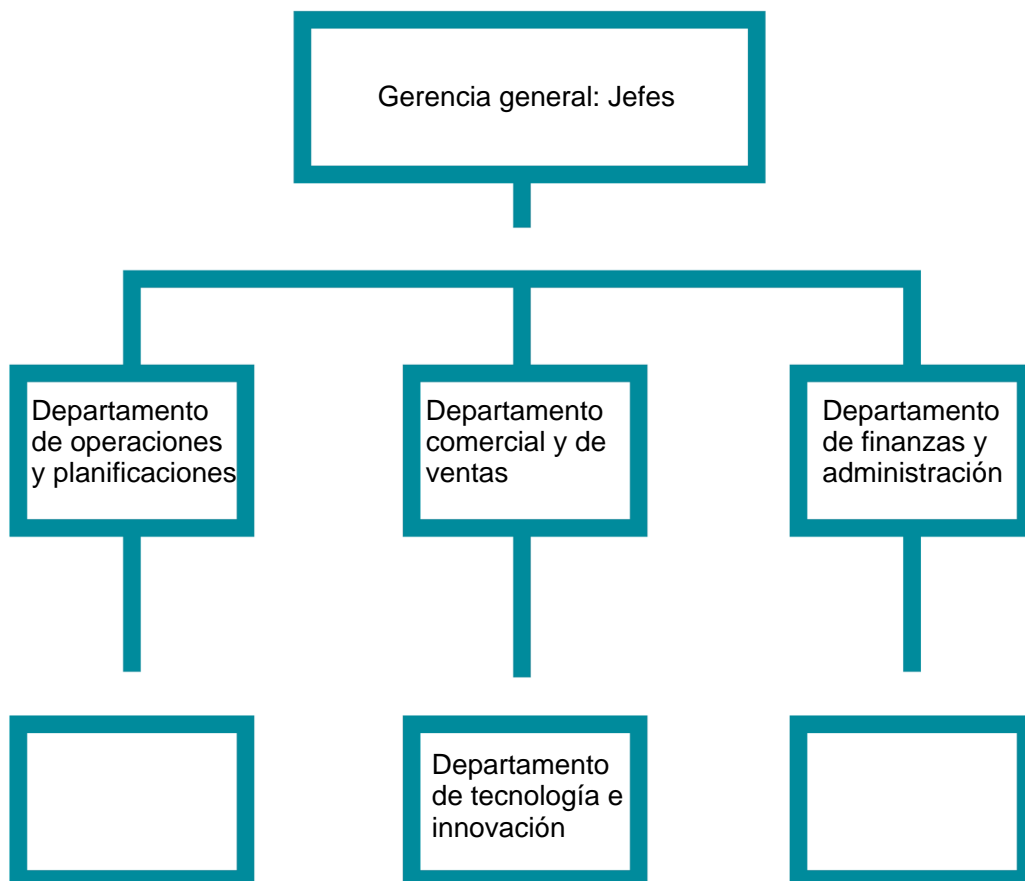 Gerencia general: Jefes
Departamento
de operaciones
y planificaciones
Departamento
comercial y de
ventas
Departamento
de finanzas y
administración
Departamento
de tecnología e
innovación